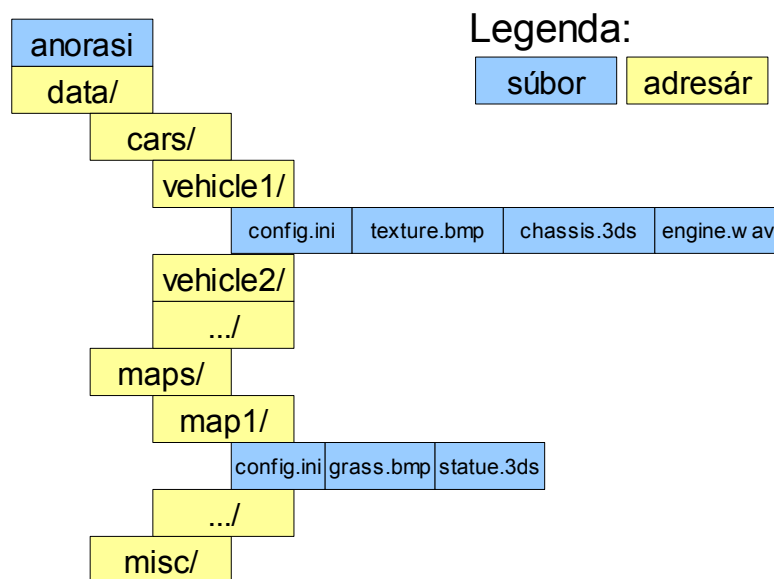 Legenda:
anorasi
súbor adresár
data/
cars/
vehicle1/
config.ini texture.bmp chassis.3ds engine.wav
vehicle2/
.../
maps/
map1/
config.ini grass.bmp statue.3ds
.../
misc/